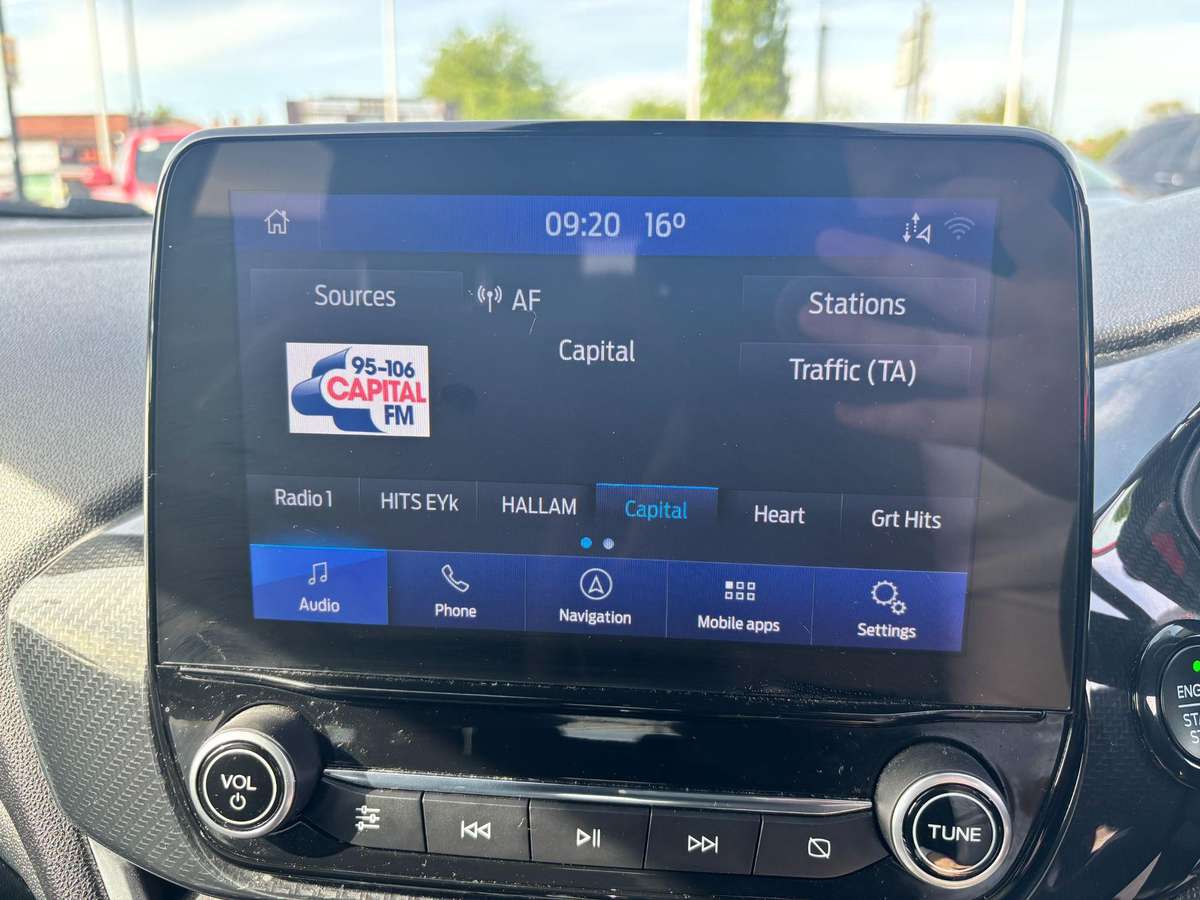 09:20 16º
Sources
AF
Stations
Capital
Traffic (TA)
95-106
CAPITAL
FM
Radio 1
HITS EYk
HALLAM
Capital
Heart
Grt Hits
Audio
Phone
Navigation
Mobile apps
Settings
VOL
TUNE